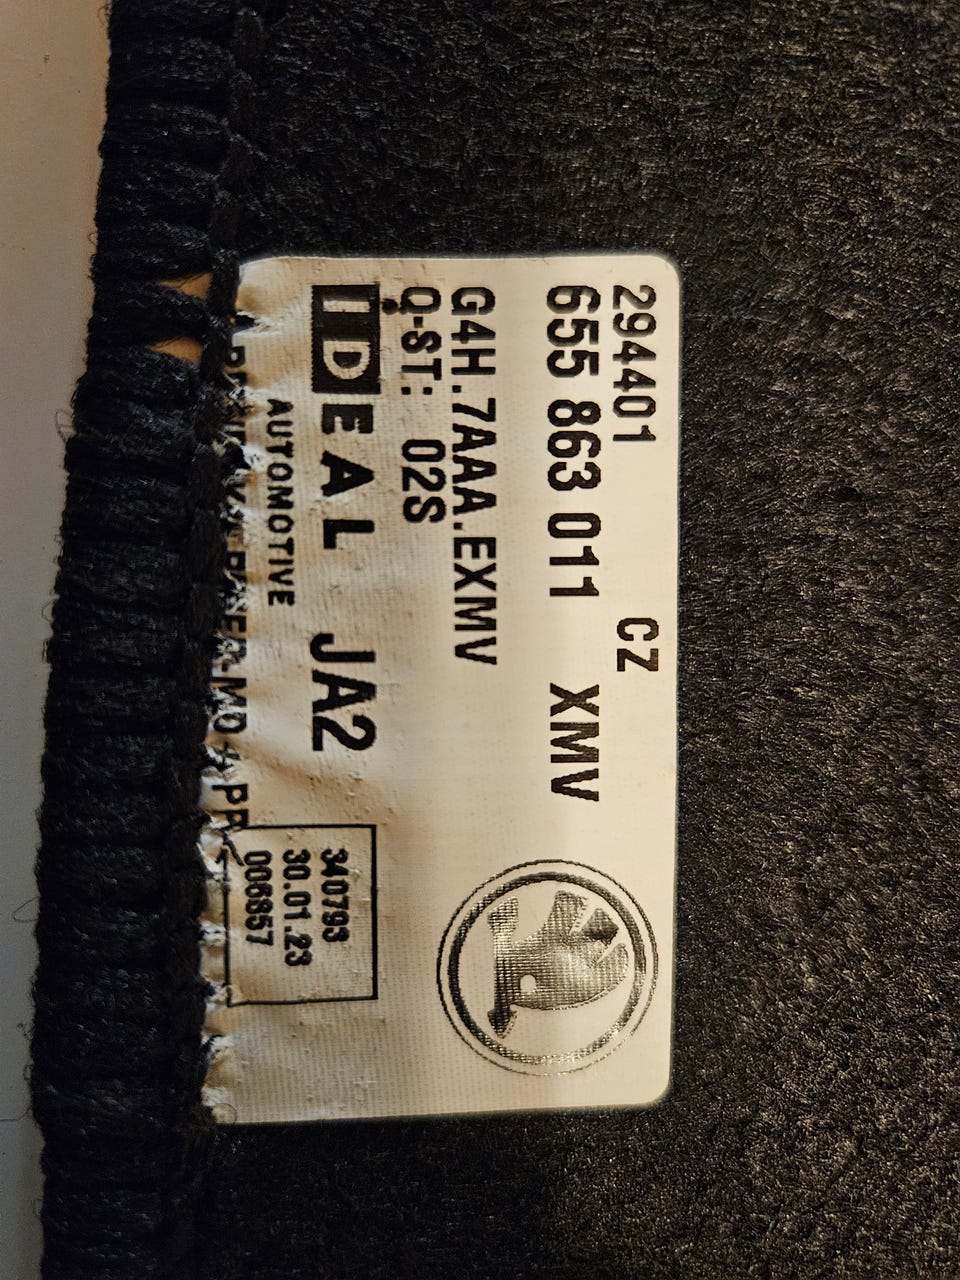 294401 CZ
655 863 011 XMV
G4H.7AAA.EXMV
Q-ST: 02S
IDEAL JA2
AUTOMOTIVE
340793
30.01.23
006857